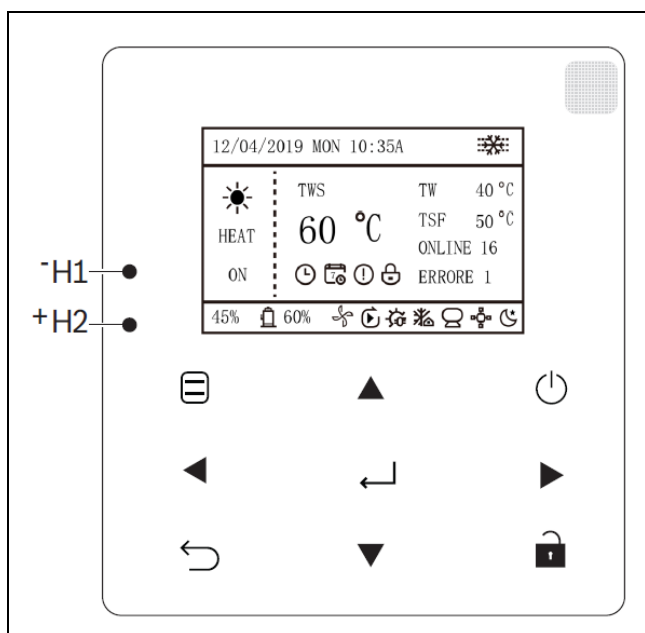 12/04/2019 MON 10:35A
TWS
TW 40 °C
60 °C
TSF 50 °C
HEAT
ONLINE 16
ON
ERRORE 1
7
-H1
+H2
45% 60%